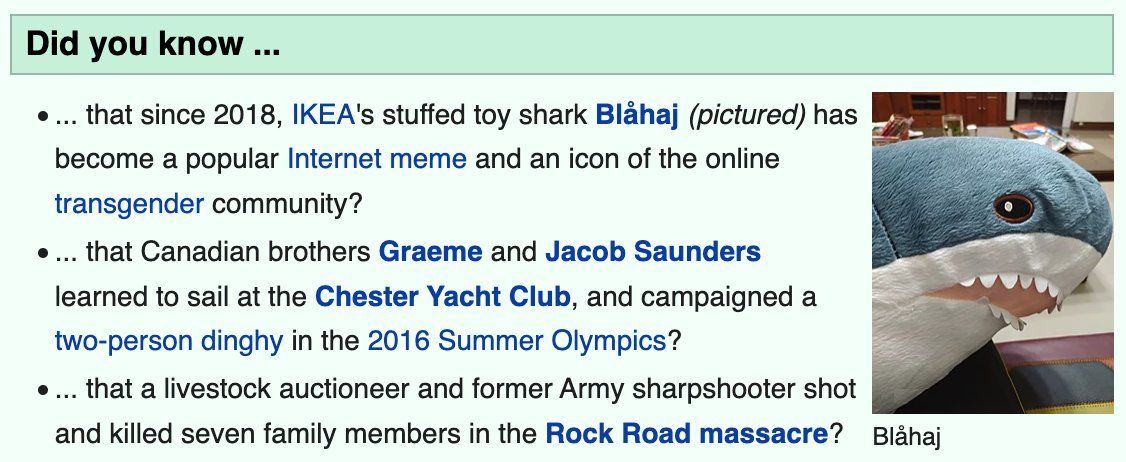 Did you know ...
• ... that since 2018, IKEA's stuffed toy shark Blåhaj (pictured) has
become a popular Internet meme and an icon of the online
transgender community?
• ... that Canadian brothers Graeme and Jacob Saunders
learned to sail at the Chester Yacht Club, and campaigned a
two-person dinghy in the 2016 Summer Olympics?
• ... that a livestock auctioneer and former Army sharpshooter shot
and killed seven family members in the Rock Road massacre?
Blåhaj